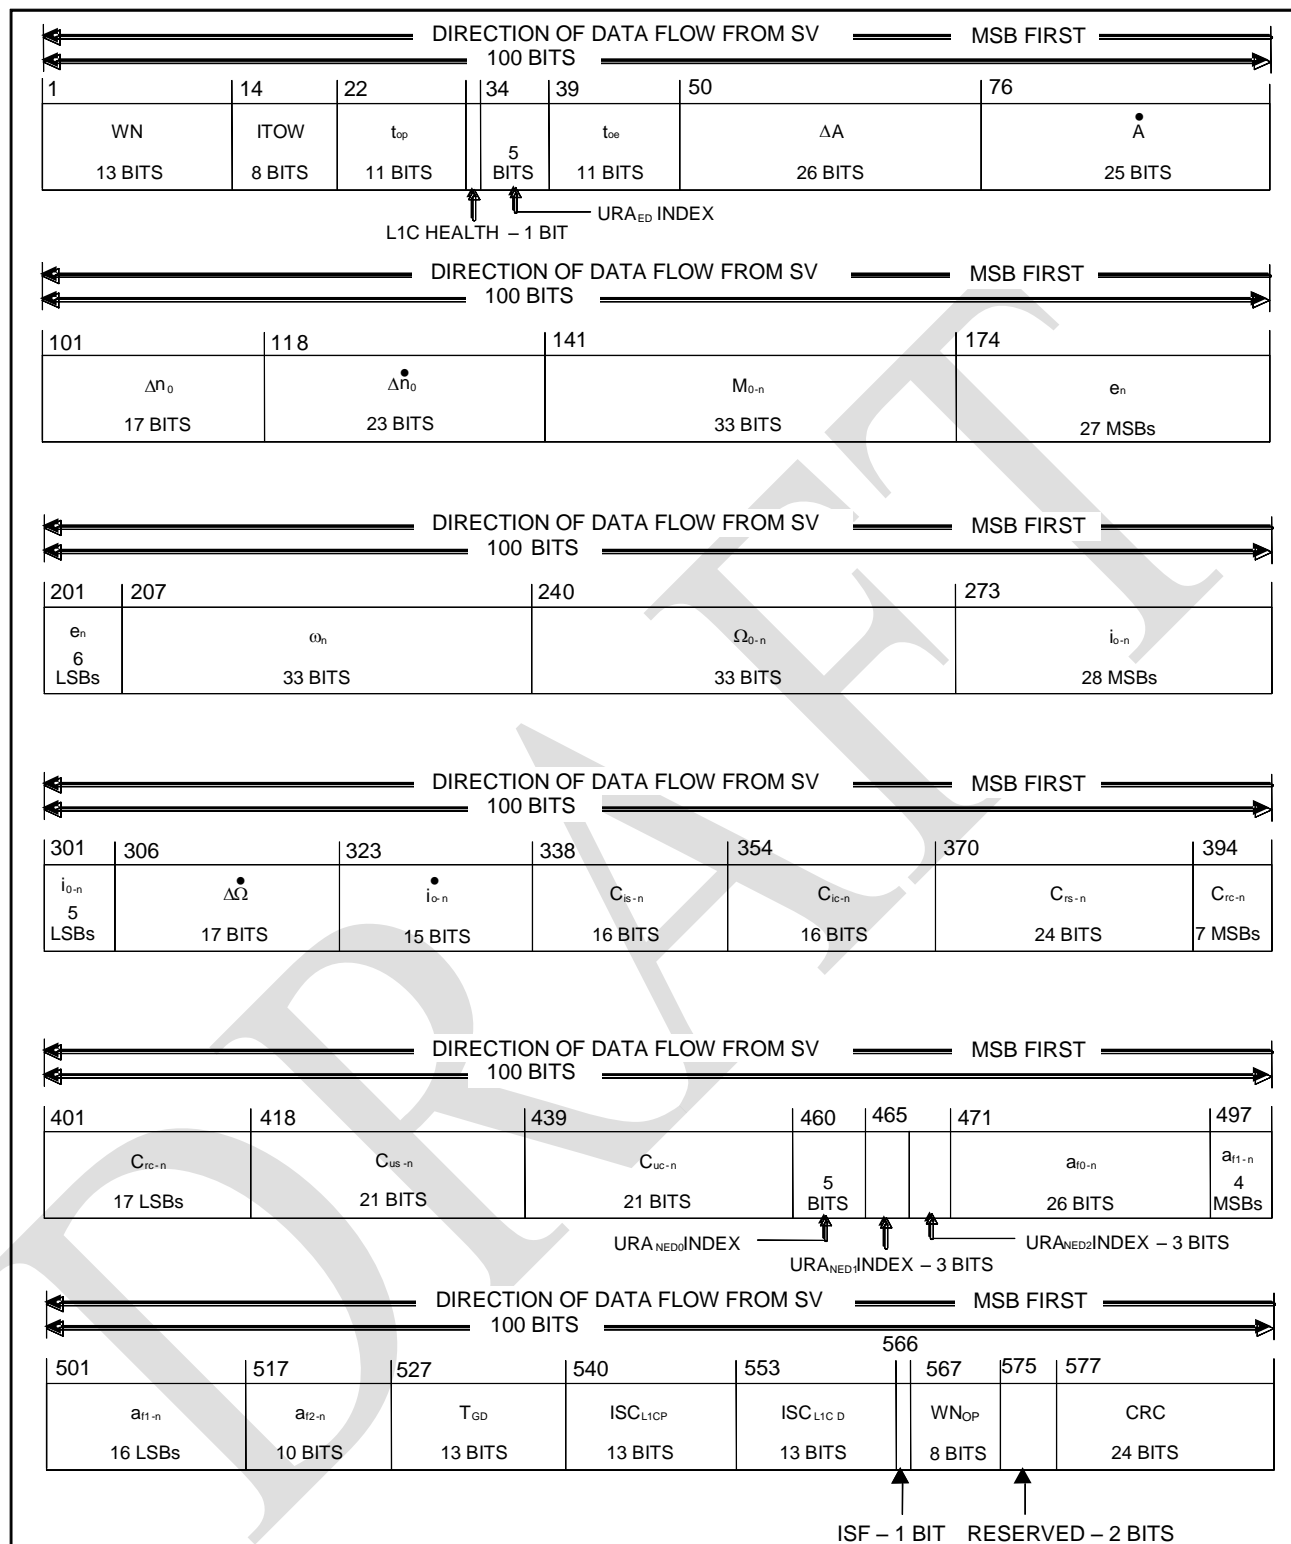 DIRECTION OF DATA FLOW FROM SV MSB FIRST
100 BITS
1 14 22 34 39 50 76
WN ITOW top toe ΔA Ȧ
13 BITS 8 BITS 11 BITS 5 BITS 11 BITS 26 BITS 25 BITS
URAED INDEX
L1C HEALTH – 1 BIT
DIRECTION OF DATA FLOW FROM SV MSB FIRST
100 BITS
101 118 141 174
Δn0 Δṅ0 M0-n en
17 BITS 23 BITS 33 BITS 27 MSBs
DIRECTION OF DATA FLOW FROM SV MSB FIRST
100 BITS
201 207 240 273
en ωn Ω0-n io-n
6 LSBs 33 BITS 33 BITS 28 MSBs
DIRECTION OF DATA FLOW FROM SV MSB FIRST
100 BITS
301 306 323 338 354 370 394
i0-n ΔΩ̇ i̇o-n Cis-n Cic-n Crs-n Crc-n
5 LSBs 17 BITS 15 BITS 16 BITS 16 BITS 24 BITS 7 MSBs
DIRECTION OF DATA FLOW FROM SV MSB FIRST
100 BITS
401 418 439 460 465 471 497
Crc-n Cus-n Cuc-n af0-n af1-n
17 LSBs 21 BITS 21 BITS 5 BITS 26 BITS 4 MSBs
URANED0INDEX URANED2INDEX – 3 BITS
URANED1INDEX – 3 BITS
DIRECTION OF DATA FLOW FROM SV MSB FIRST
100 BITS
566
501 517 527 540 553 567 575 577
af1-n af2-n TGD ISCL1CP ISCL1CD WNOP CRC
16 LSBs 10 BITS 13 BITS 13 BITS 13 BITS 8 BITS 24 BITS
ISF – 1 BIT RESERVED – 2 BITS
DRAFT